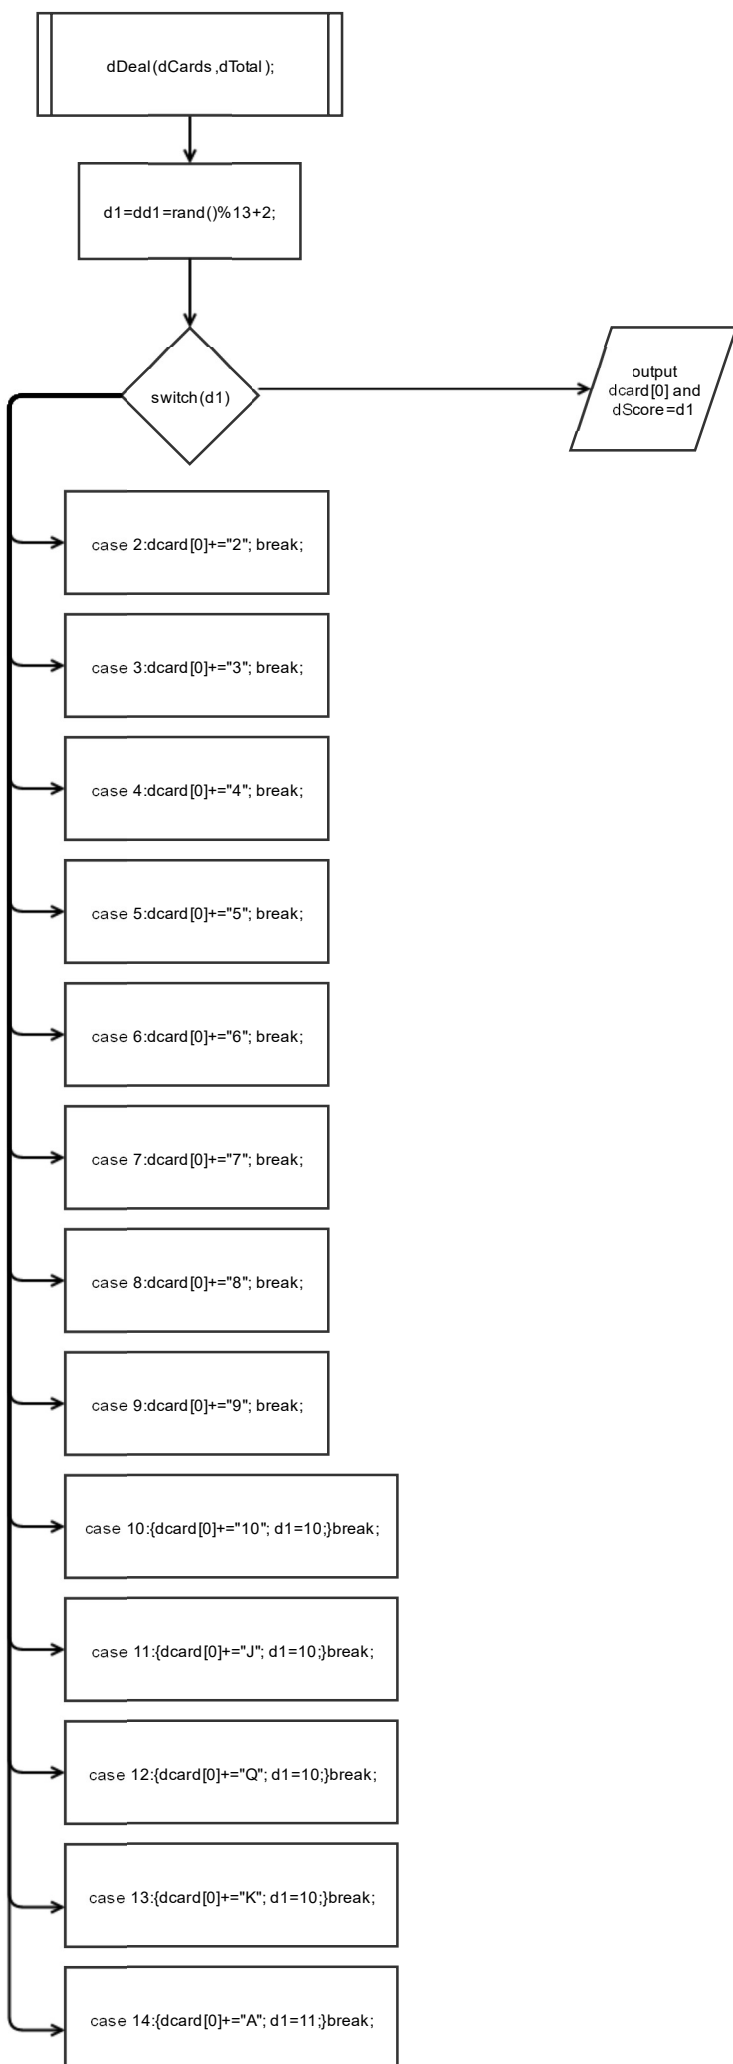 dDeal(dCards,dTotal);
d1=dd1=rand()%13+2;
switch(d1)
output
dcard[0] and
dScore=d1
case 2:dcard[0]+="2"; break;
case 3:dcard[0]+="3"; break;
case 4:dcard[0]+="4"; break;
case 5:dcard[0]+="5"; break;
case 6:dcard[0]+="6"; break;
case 7:dcard[0]+="7"; break;
case 8:dcard[0]+="8"; break;
case 9:dcard[0]+="9"; break;
case 10:{dcard[0]+="10"; d1=10;}break;
case 11:{dcard[0]+="J"; d1=10;}break;
case 12:{dcard[0]+="Q"; d1=10;}break;
case 13:{dcard[0]+="K"; d1=10;}break;
case 14:{dcard[0]+="A"; d1=11;}break;